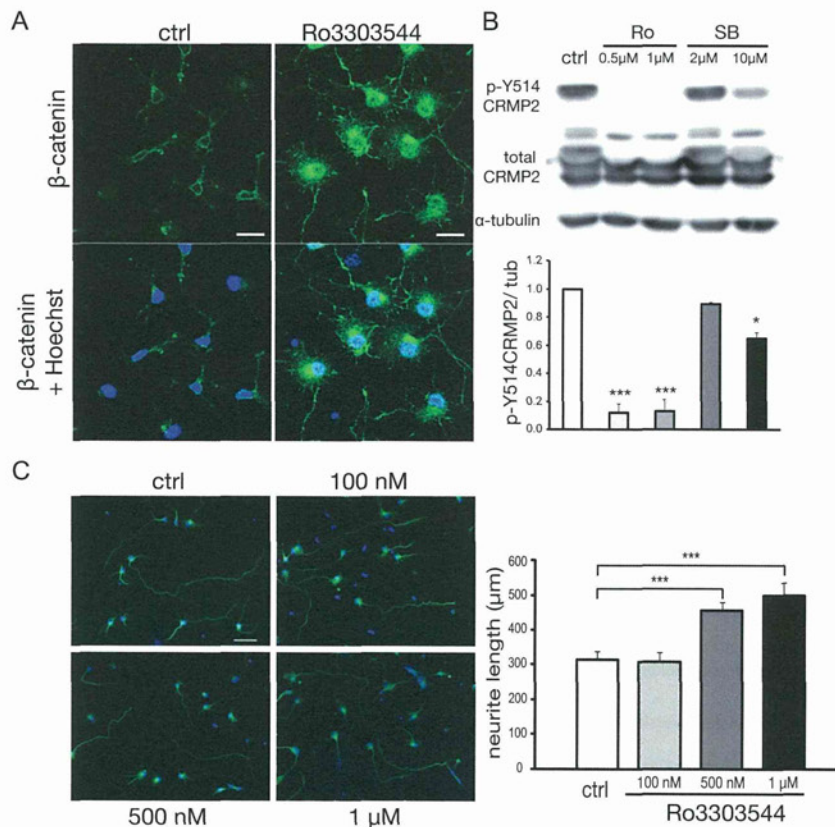 A
ctrl
Ro3303544
β-catenin
β-catenin
+ Hoechst
B
Ro
SB
ctrl
0.5μM
1μM
2μM
10μM
p-Y514
CRMP2
total
CRMP2
α-tubulin
p-Y514CRMP2/ tub
1.2
1.0
0.8
0.6
0.4
0.2
0.0
***
***
*
C
ctrl
100 nM
500 nM
1 μM
neurite length (μm)
600
500
400
300
200
100
0
***
***
ctrl
100 nM
500 nM
1 μM
Ro3303544